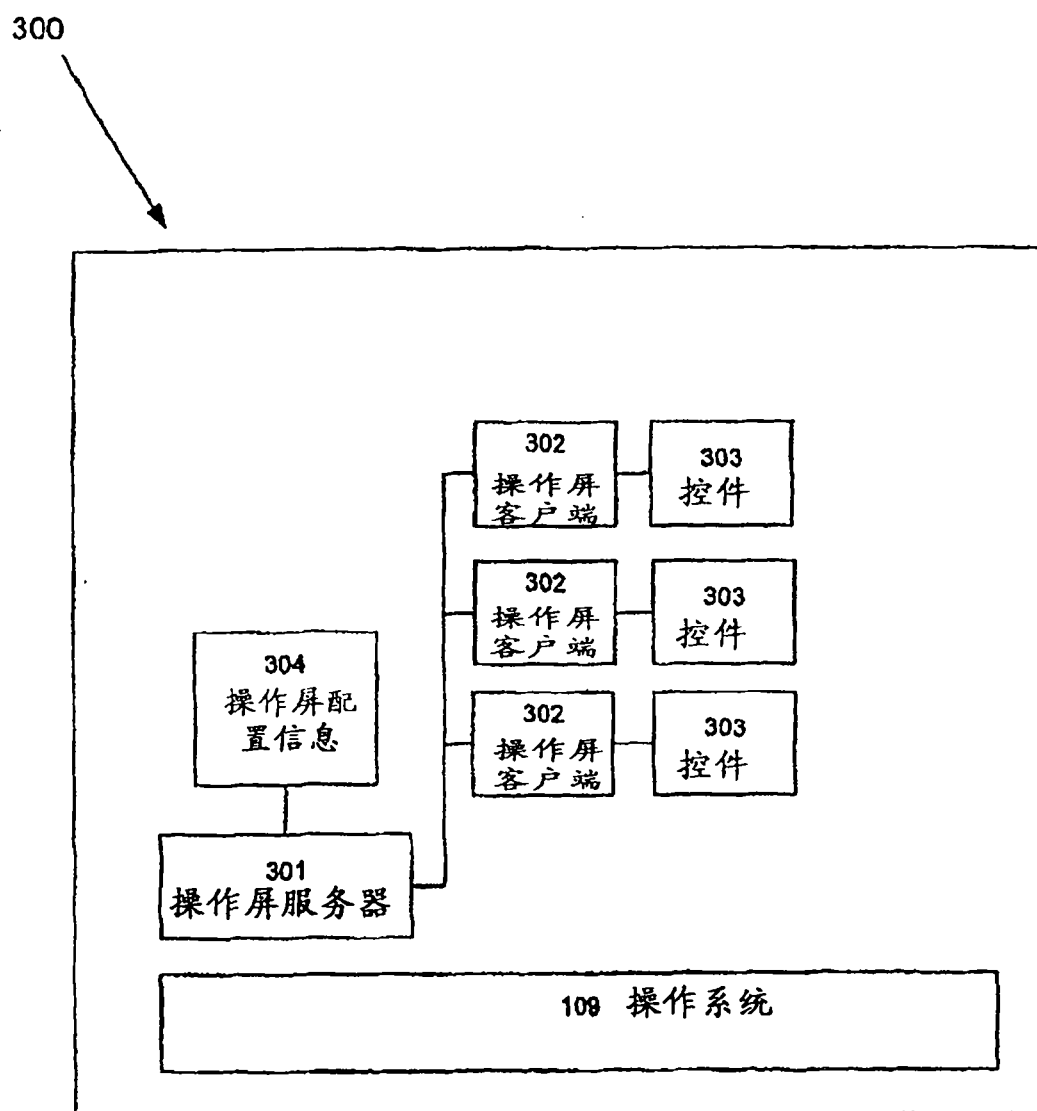 300
302
操作屏
客户端
303
控件
302
操作屏
客户端
303
控件
302
操作屏
客户端
303
控件
304
操作屏配
置信息
301
操作屏服务器
109 操作系统